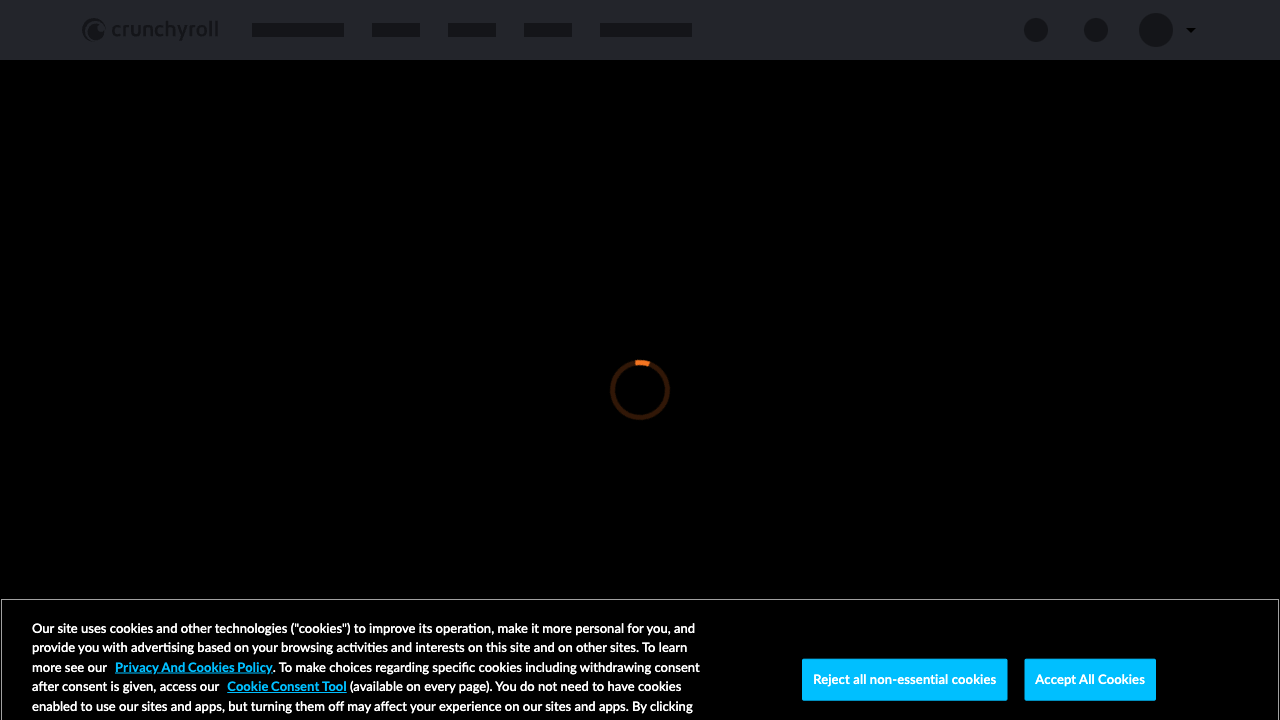 crunchyroll
Our site uses cookies and other technologies ("cookies") to improve its operation, make it more personal for you, and
provide you with advertising based on your browsing activities and interests on this site and on other sites. To learn
more see our Privacy And Cookies Policy. To make choices regarding specific cookies including withdrawing consent
after consent is given, access our Cookie Consent Tool (available on every page). You do not need to have cookies
enabled to use our sites and apps, but turning them off may affect your experience on our sites and apps. By clicking
Reject all non-essential cookies
Accept All Cookies